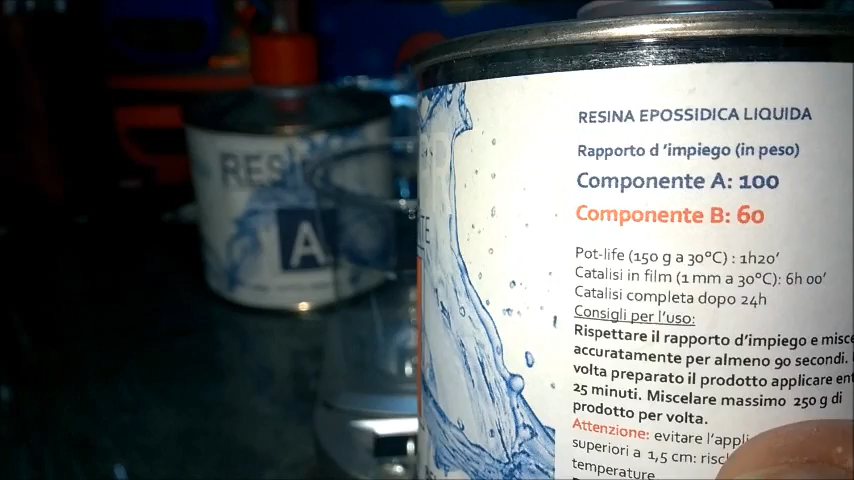 RESINA EPOSSIDICA LIQUIDA
Rapporto d'impiego (in peso)
Componente A: 100
Componente B: 60
Pot-life (150 g a 30°C) : 1h20'
Catalisi in film (1 mm a 30°C): 6h 00'
Catalisi completa dopo 24h
Consigli per l'uso:
Rispettare il rapporto d'impiego e misce
accuratamente per almeno 90 secondi.
volta preparato il prodotto applicare ent
25 minuti. Miscelare massimo 250 g di
prodotto per volta.
Attenzione: evitare l'appli
superiori a 1,5 cm: risc
temperature
RES
A